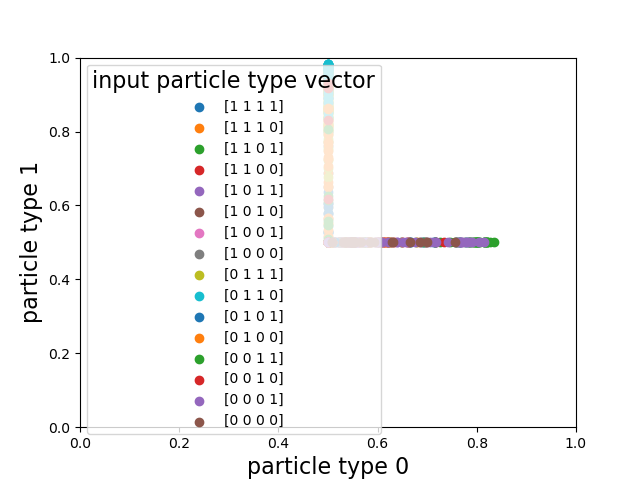 1.0
0.8
0.6
0.4
0.2
0.0
particle type 1
input particle type vector
[1 1 1 1]
[1 1 1 0]
[1 1 0 1]
[1 1 0 0]
[1 0 1 1]
[1 0 1 0]
[1 0 0 1]
[1 0 0 0]
[0 1 1 1]
[0 1 1 0]
[0 1 0 1]
[0 1 0 0]
[0 0 1 1]
[0 0 1 0]
[0 0 0 1]
[0 0 0 0]
0.0 0.2 0.4 0.6 0.8 1.0
particle type 0